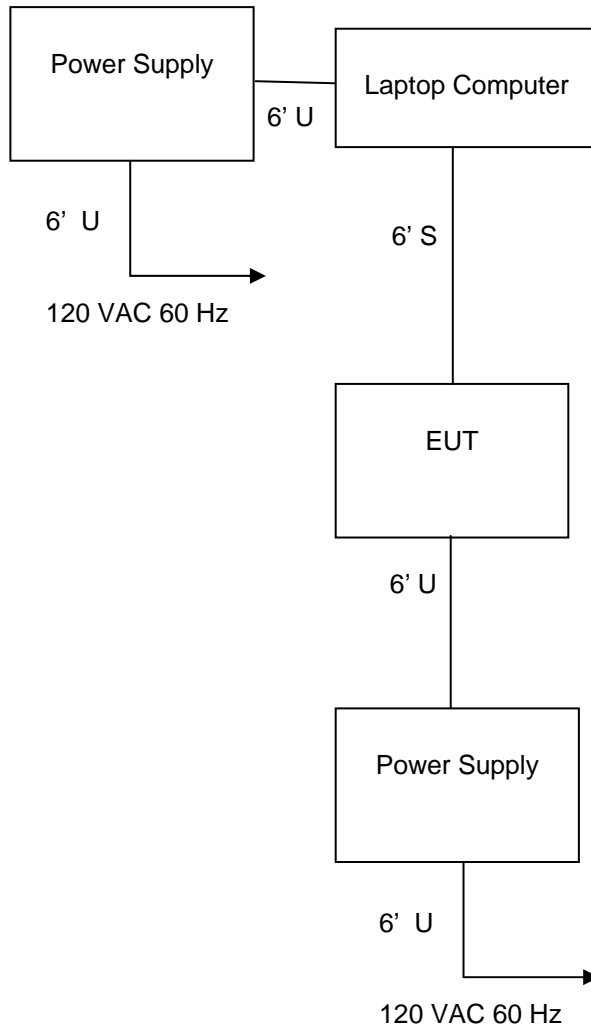 Power Supply
Laptop Computer
6’ U
6’ U
6’ S
120 VAC 60 Hz
EUT
6’ U
Power Supply
6’ U
120 VAC 60 Hz